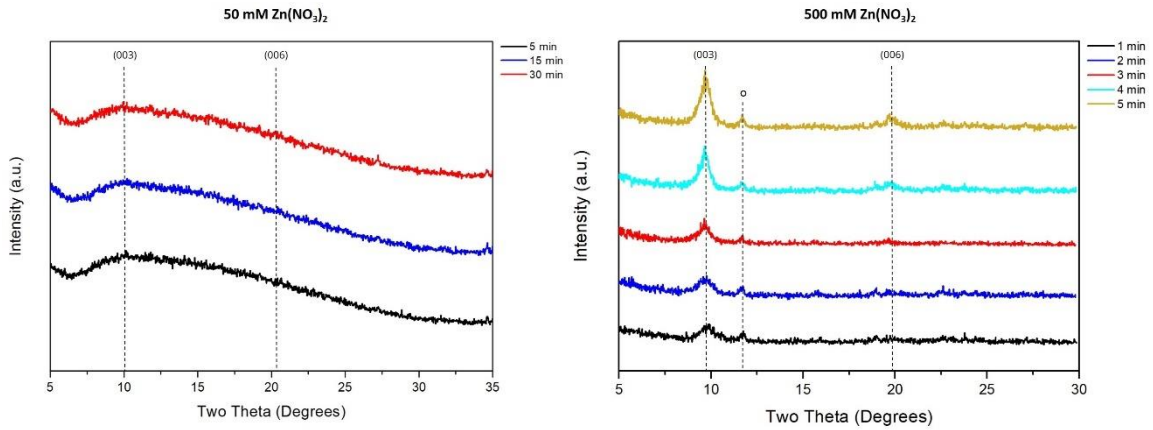 50 mM Zn(NO₃)₂
(003)
(006)
5 min
15 min
30 min
Intensity (a.u.)
5 10 15 20 25 30 35
Two Theta (Degrees)
500 mM Zn(NO₃)₂
(003)
o
(006)
1 min
2 min
3 min
4 min
5 min
Intensity (a.u.)
5 10 15 20 25 30
Two Theta (Degrees)